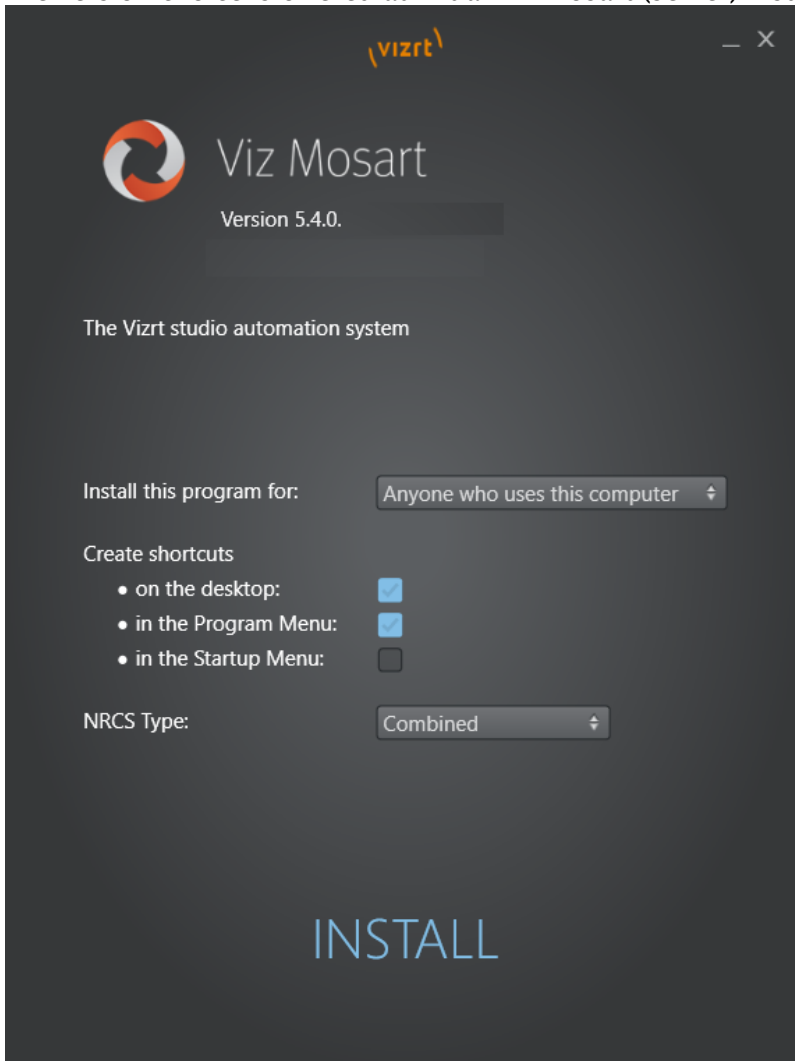 vizrt
Viz Mosart
Version 5.4.0.
The Vizrt studio automation system
Install this program for: Anyone who uses this computer
Create shortcuts
• on the desktop:
• in the Program Menu:
• in the Startup Menu:
NRCS Type: Combined
INSTALL